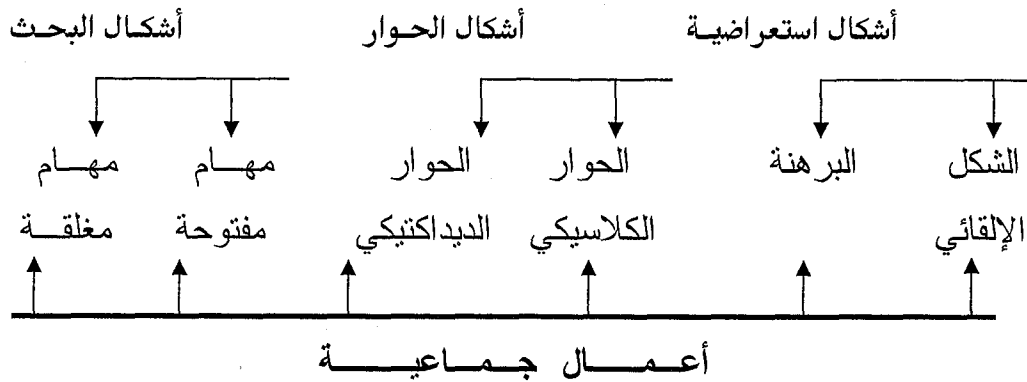 أشكال استعراضية أشكال الحوار أشكال البحث
الشكل البرهنة الحوار الحوار مهام مهام
الإلقائي الكلاسيكي الديداكتيكي مفتوحة مغلقة
أعمال جماعية